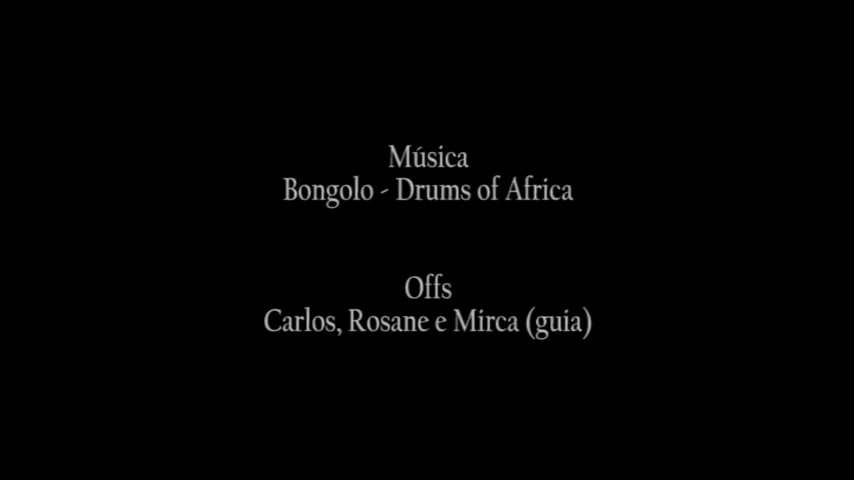 Música
Bongolo - Drums of Africa
Offs
Carlos, Rosane e Mirca (guia)